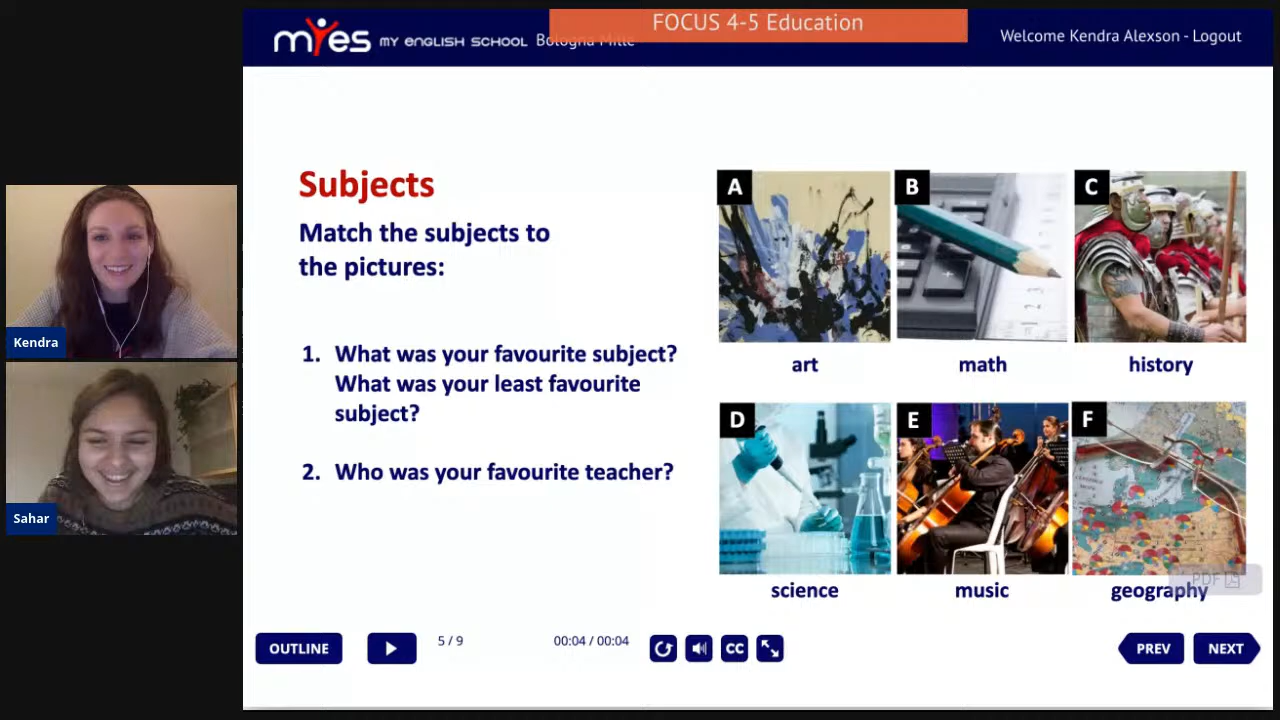 FOCUS 4-5 Education
myes MY ENGLISH SCHOOL Bologna Mille
Welcome Kendra Alexson - Logout
Kendra
Sahar
Subjects
Match the subjects to
the pictures:
1. What was your favourite subject?
What was your least favourite
subject?
2. Who was your favourite teacher?
A
B
C
art
math
history
D
E
F
science
music
geography
PDF
OUTLINE
5 / 9
00:04 / 00:04
CC
PREV
NEXT